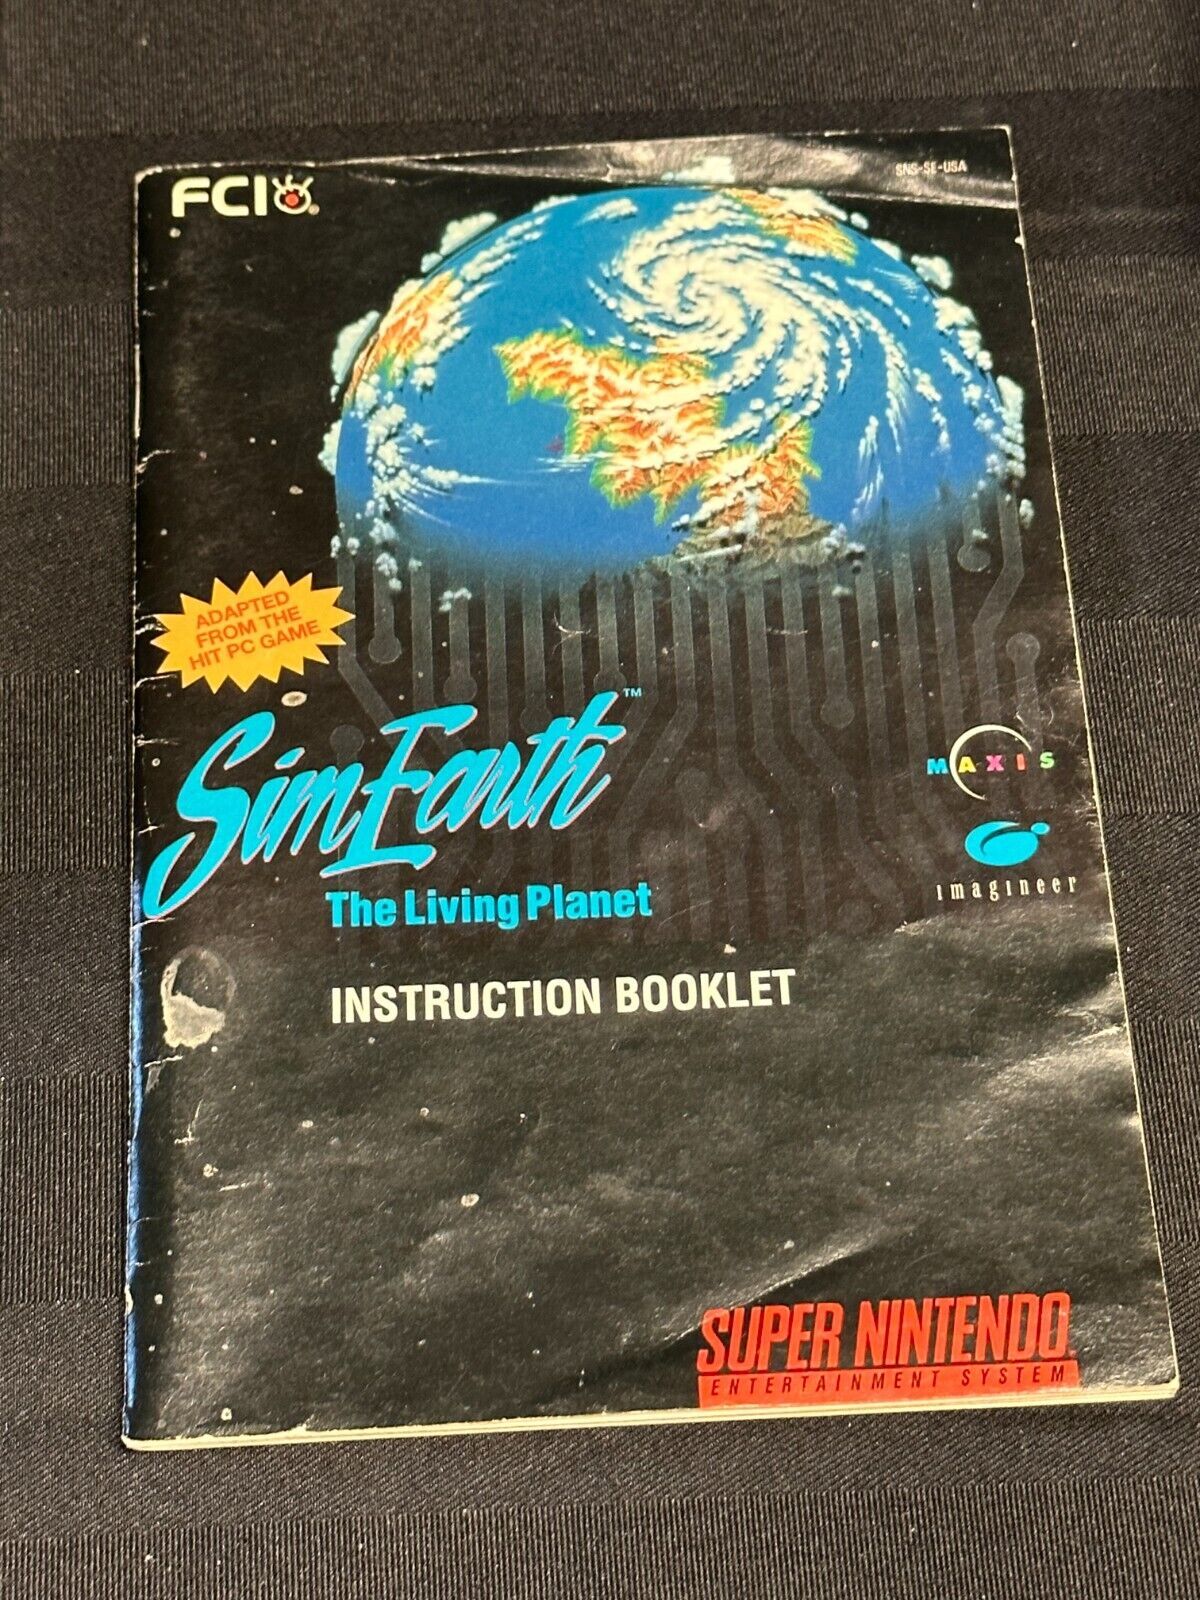 FCI®
SNS-SE-USA
ADAPTED
FROM THE
HIT PC GAME
SimEarth™
The Living Planet
MAXIS
imagineer
INSTRUCTION BOOKLET
SUPER NINTENDO
ENTERTAINMENT SYSTEM